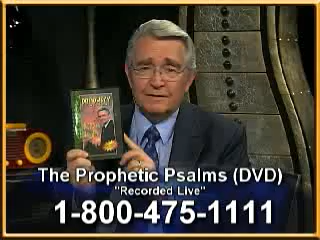 The Prophetic Psalms (DVD)
"Recorded Live"
1-800-475-1111